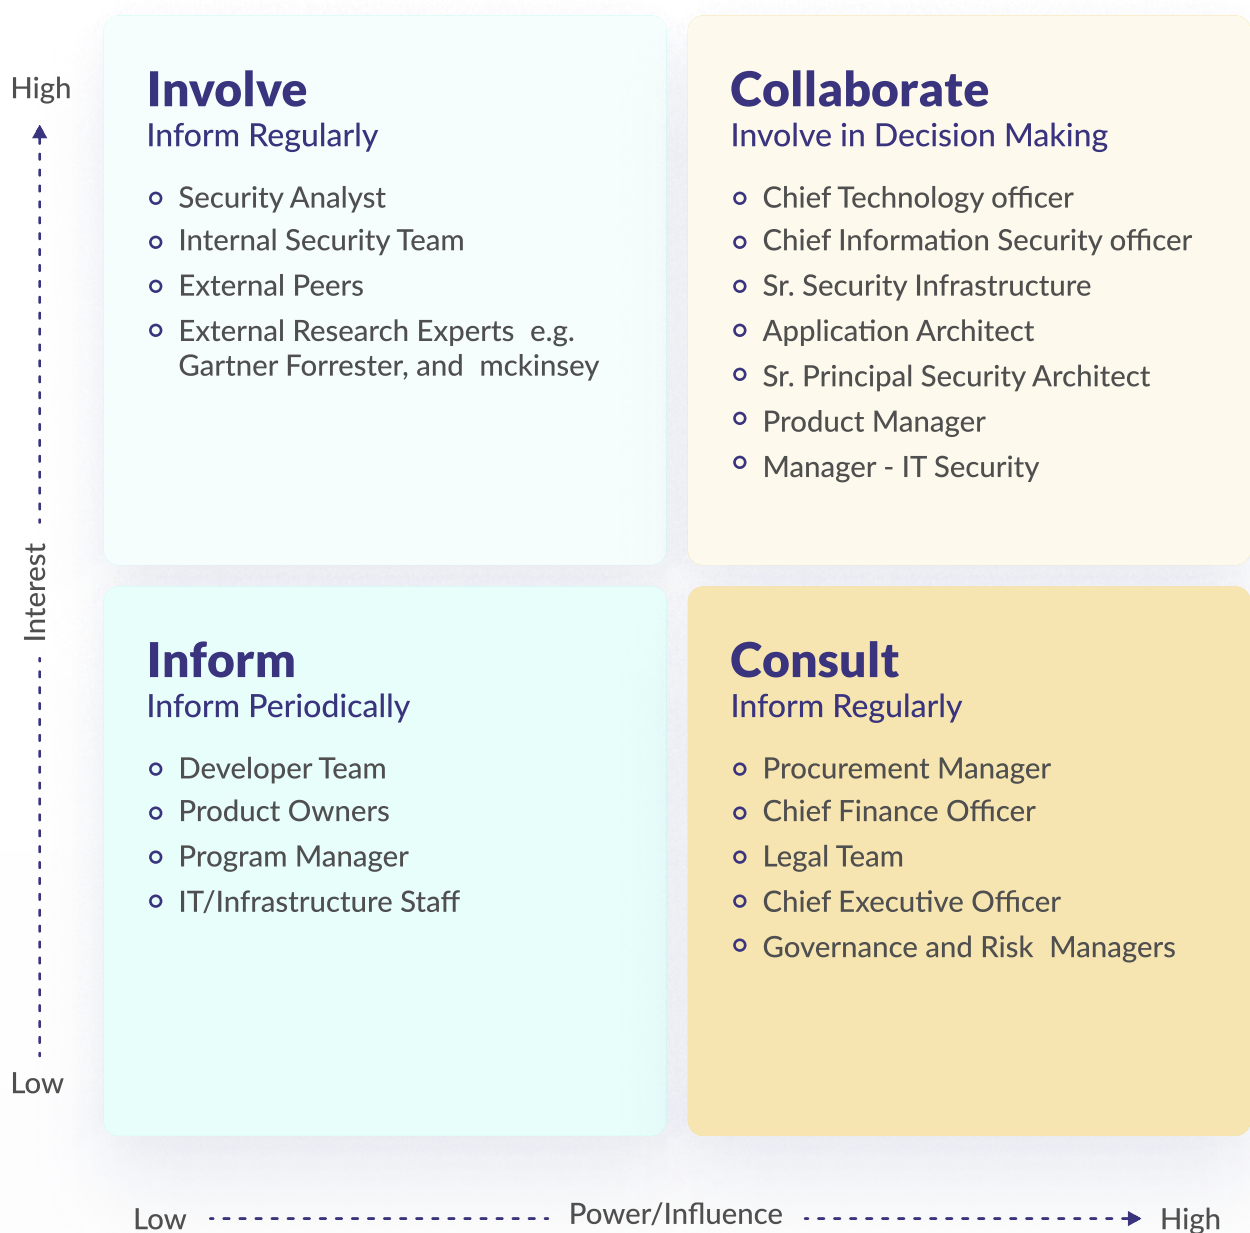 High
Involve
Inform Regularly
Security Analyst
Internal Security Team
External Peers
External Research Experts e.g.
Gartner Forrester, and mckinsey
Collaborate
Involve in Decision Making
Chief Technology officer
Chief Information Security officer
Sr. Security Infrastructure
Application Architect
Sr. Principal Security Architect
Product Manager
Manager - IT Security
Interest
Inform
Inform Periodically
Developer Team
Product Owners
Program Manager
IT/Infrastructure Staff
Consult
Inform Regularly
Procurement Manager
Chief Finance Officer
Legal Team
Chief Executive Officer
Governance and Risk Managers
Low
Low
Power/Influence
High